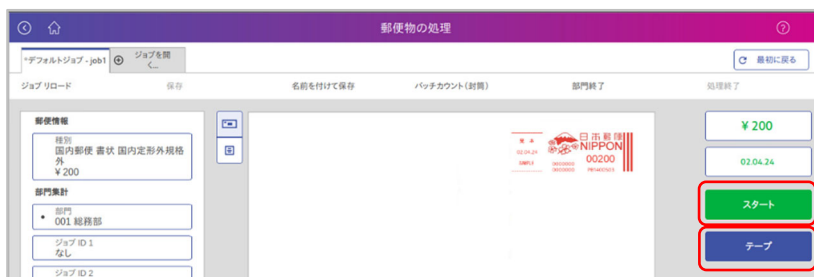 郵便物の処理
*デフォルトジョブ - job1
ジョブを開
く...
最初に戻る
ジョブ リロード
保存
名前を付けて保存
バッチカウント(封筒)
部門終了
処理終了
郵便情報
種別
国内郵便 書状 国内定形外規格
外
¥ 200
部門集計
部門
001 総務部
ジョブ ID 1
なし
ジョブ ID 2
02.04.24
日本郵便
NIPPON
00200
¥ 200
02.04.24
スタート
テープ